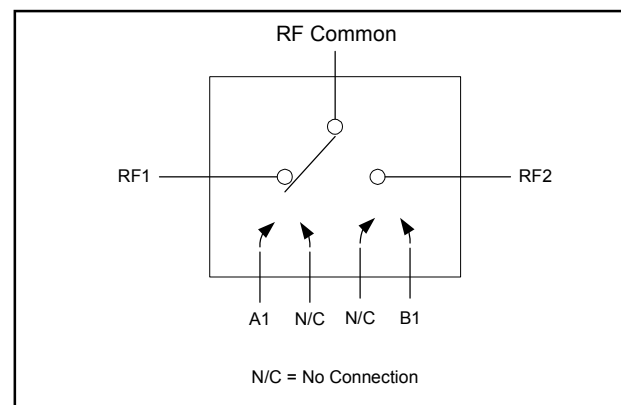 RF Common
RF1
RF2
A1 N/C N/C B1
N/C = No Connection